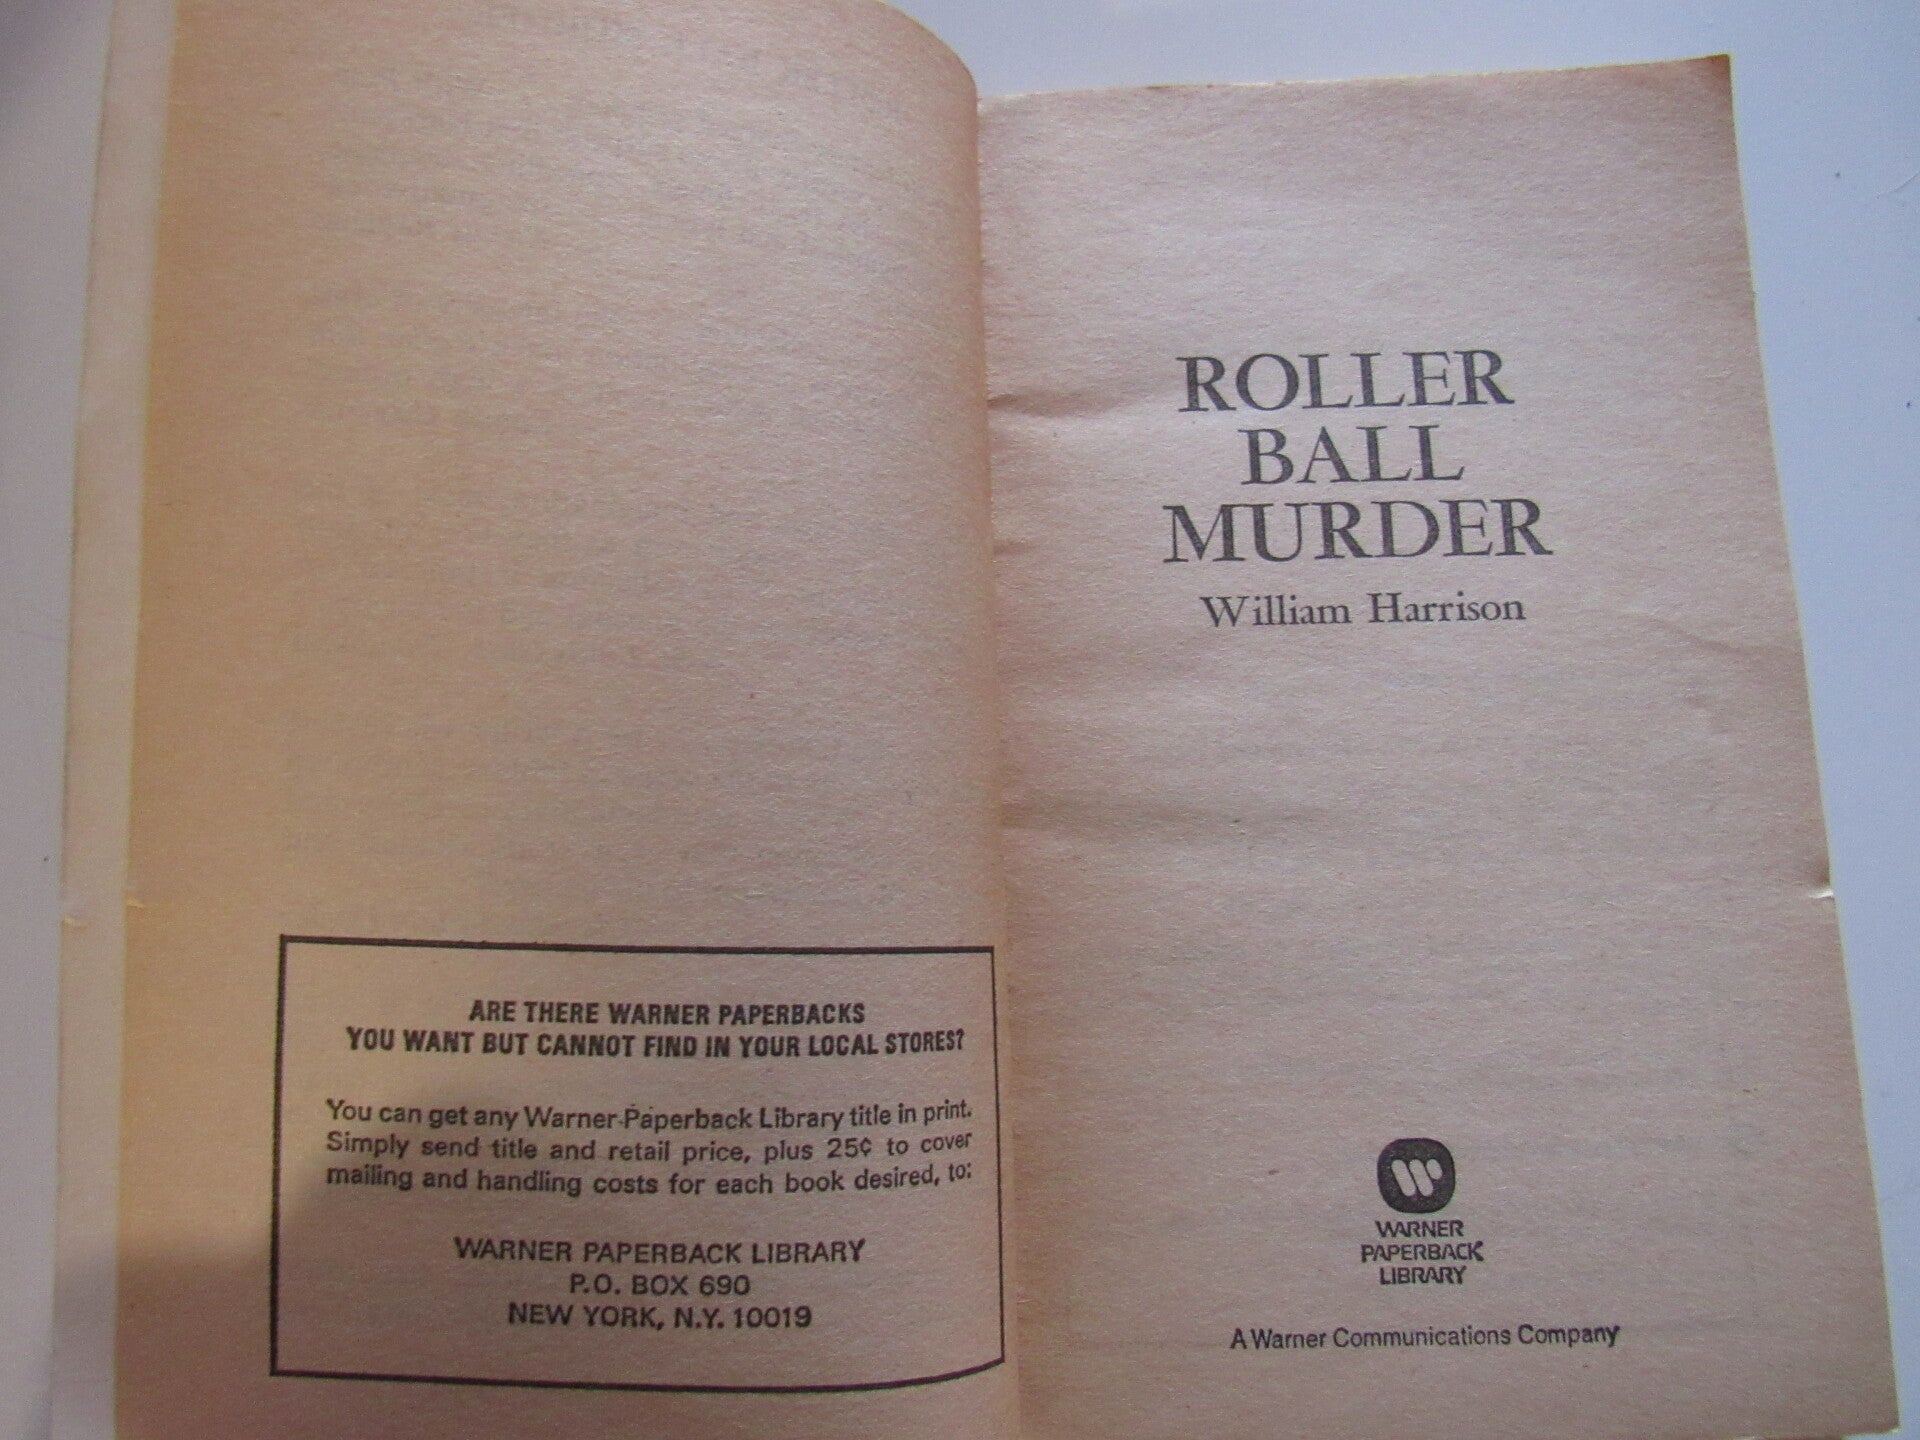 ARE THERE WARNER PAPERBACKS
YOU WANT BUT CANNOT FIND IN YOUR LOCAL STORES?
You can get any Warner Paperback Library title in print.
Simply send title and retail price, plus 25¢ to cover
mailing and handling costs for each book desired, to:
WARNER PAPERBACK LIBRARY
P.O. BOX 690
NEW YORK, N.Y. 10019
ROLLER
BALL
MURDER
William Harrison
WARNER
PAPERBACK
LIBRARY
A Warner Communications Company